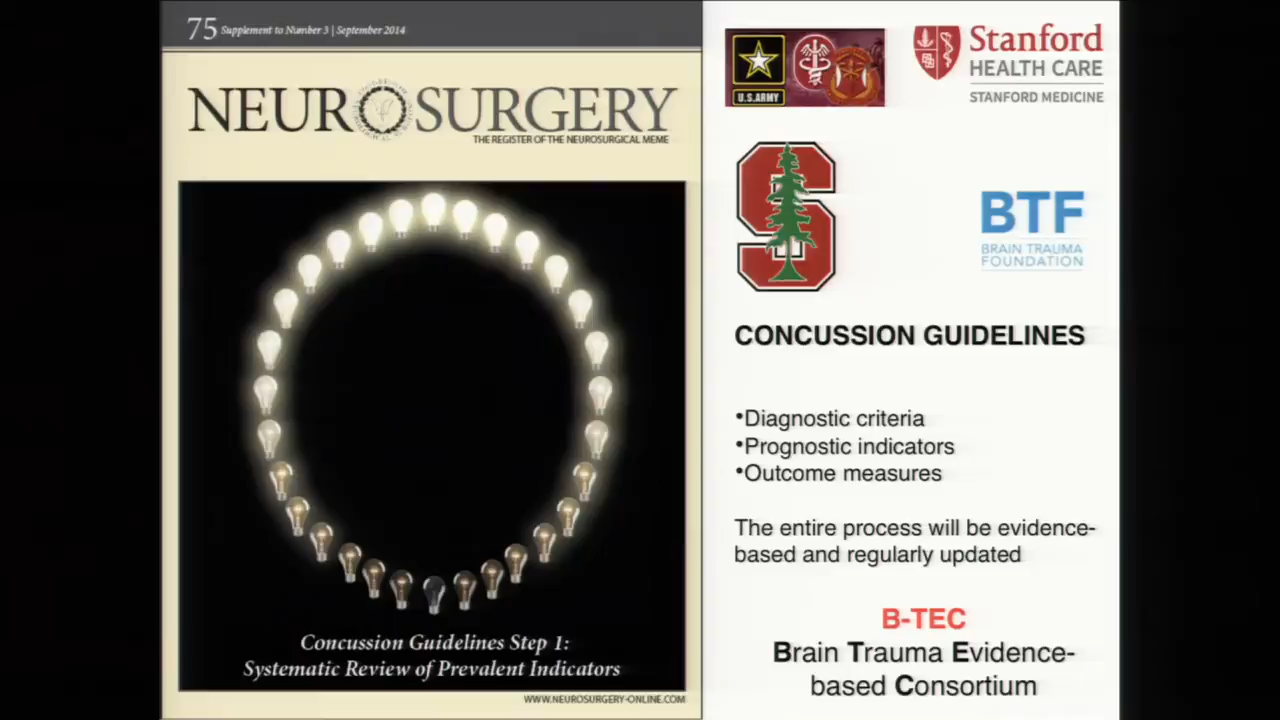 75 Supplement to Number 3 | September 2014
NEUROSURGERY
THE REGISTER OF THE NEUROSURGICAL MEME
Concussion Guidelines Step 1:
Systematic Review of Prevalent Indicators
WWW.NEUROSURGERY-ONLINE.COM
U.S.ARMY
Stanford
HEALTH CARE
STANFORD MEDICINE
S
BTF
BRAIN TRAUMA
FOUNDATION
CONCUSSION GUIDELINES
•Diagnostic criteria
•Prognostic indicators
•Outcome measures
The entire process will be evidence-
based and regularly updated
B-TEC
Brain Trauma Evidence-
based Consortium